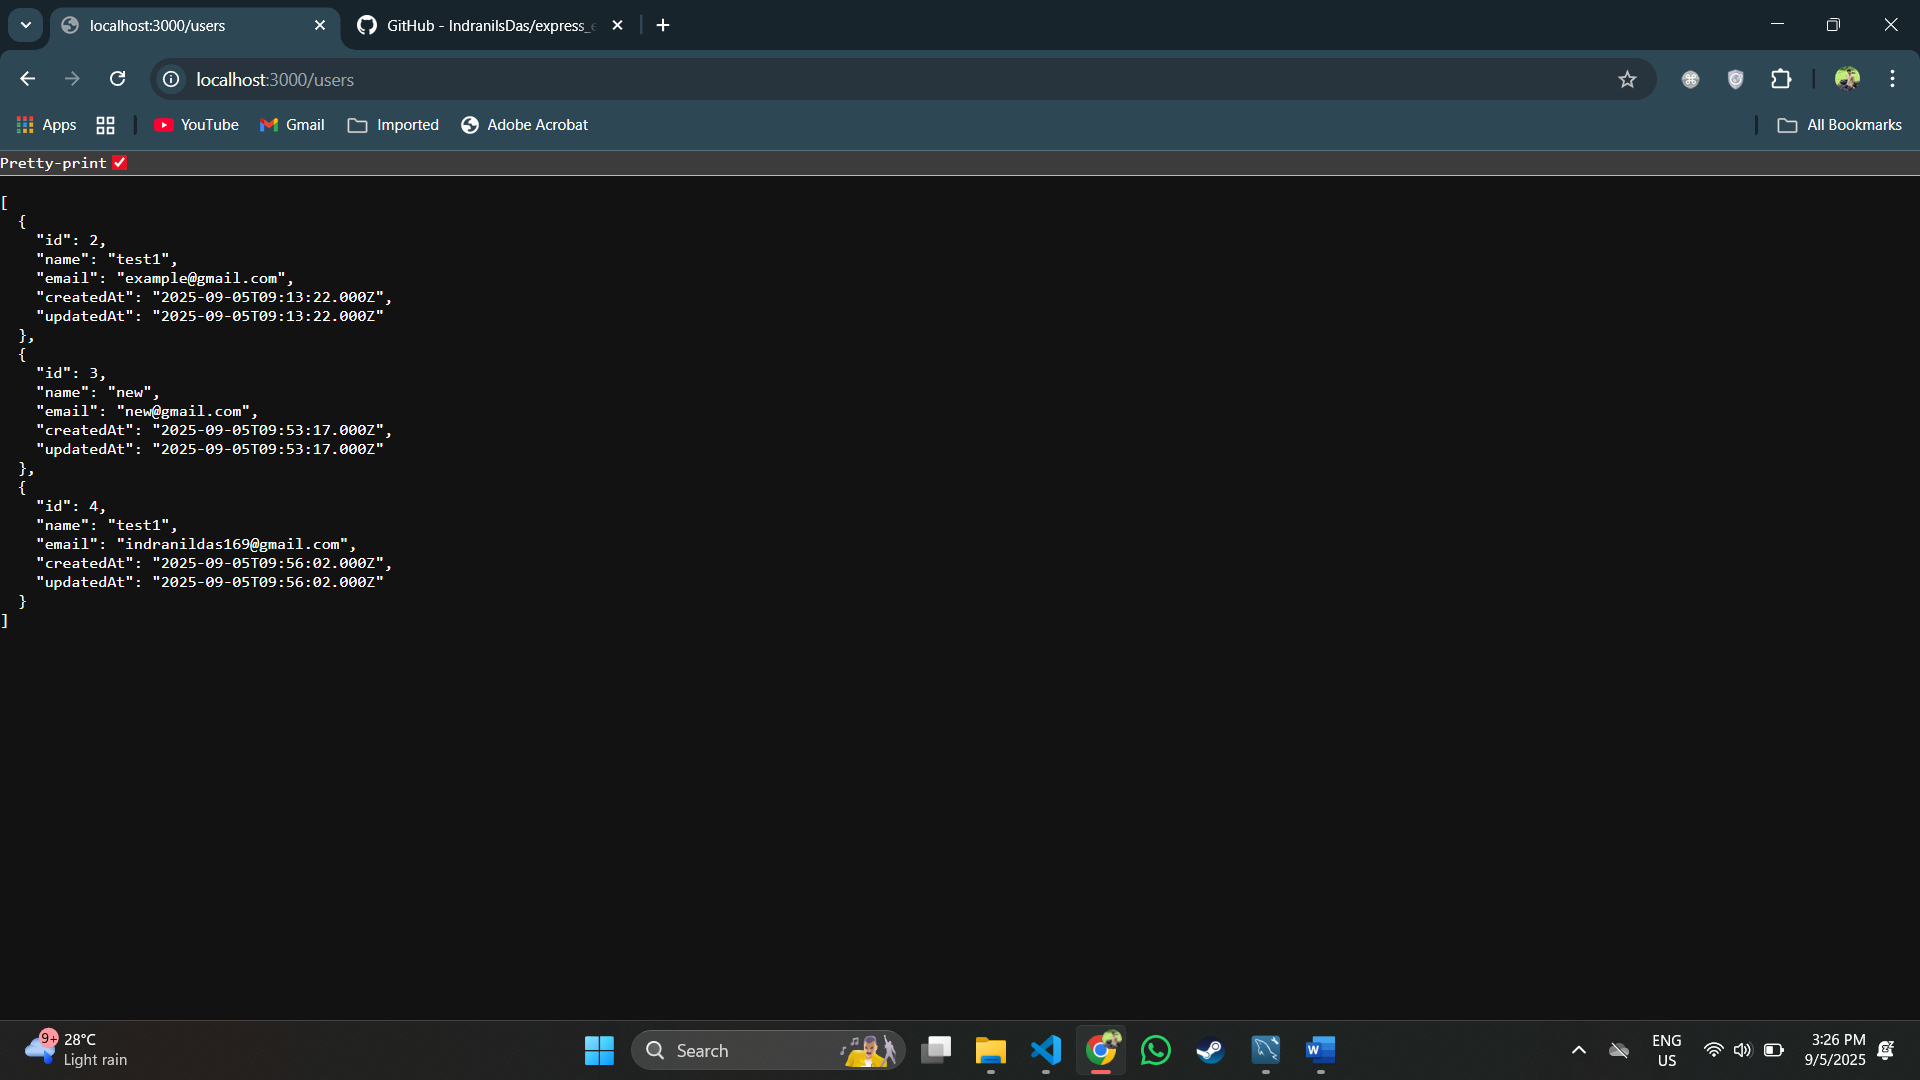 localhost:3000/users
GitHub - IndranilsDas/express_
localhost:3000/users
Apps
YouTube
Gmail
Imported
Adobe Acrobat
All Bookmarks
Pretty-print
[
  {
    "id": 2,
    "name": "test1",
    "email": "example@gmail.com",
    "createdAt": "2025-09-05T09:13:22.000Z",
    "updatedAt": "2025-09-05T09:13:22.000Z"
  },
  {
    "id": 3,
    "name": "new",
    "email": "new@gmail.com",
    "createdAt": "2025-09-05T09:53:17.000Z",
    "updatedAt": "2025-09-05T09:53:17.000Z"
  },
  {
    "id": 4,
    "name": "test1",
    "email": "indranildas169@gmail.com",
    "createdAt": "2025-09-05T09:56:02.000Z",
    "updatedAt": "2025-09-05T09:56:02.000Z"
  }
]
9+
28°C
Light rain
Search
ENG
US
3:26 PM
9/5/2025